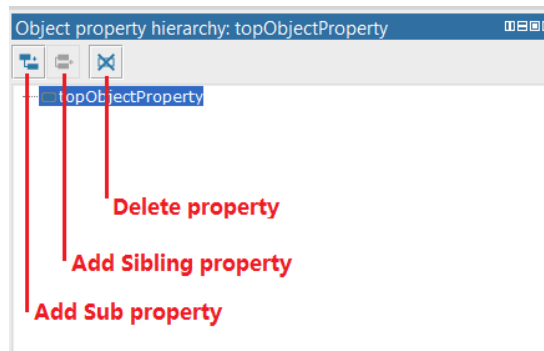 Object property hierarchy: topObjectProperty
topObjectProperty
Delete property
Add Sibling property
Add Sub property